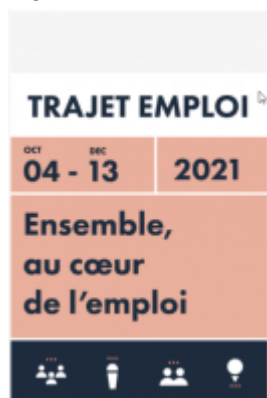 TRAJET EMPLOI
OCT DEC
04 - 13 2021
Ensemble,
au cœur
de l'emploi